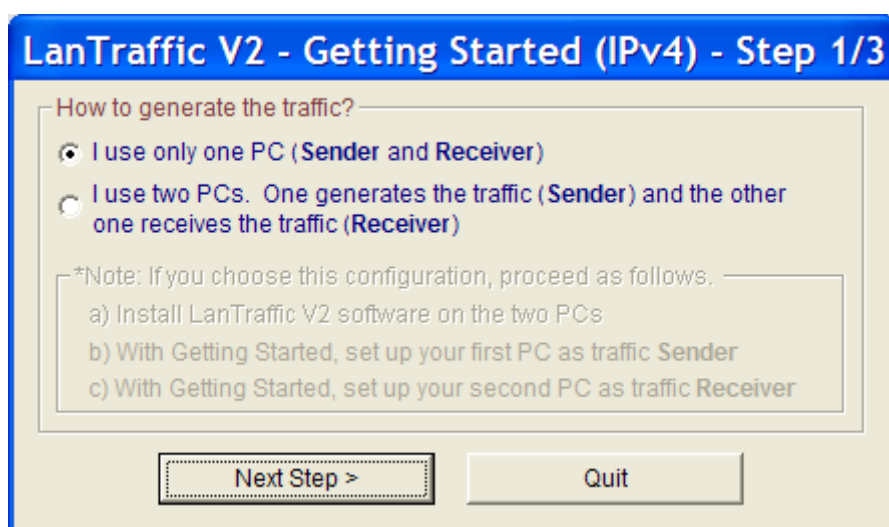 LanTraffic V2 - Getting Started (IPv4) - Step 1/3
How to generate the traffic?
I use only one PC (Sender and Receiver)
I use two PCs. One generates the traffic (Sender) and the other
one receives the traffic (Receiver)
*Note: If you choose this configuration, proceed as follows.
a) Install LanTraffic V2 software on the two PCs
b) With Getting Started, set up your first PC as traffic Sender
c) With Getting Started, set up your second PC as traffic Receiver
Next Step >
Quit